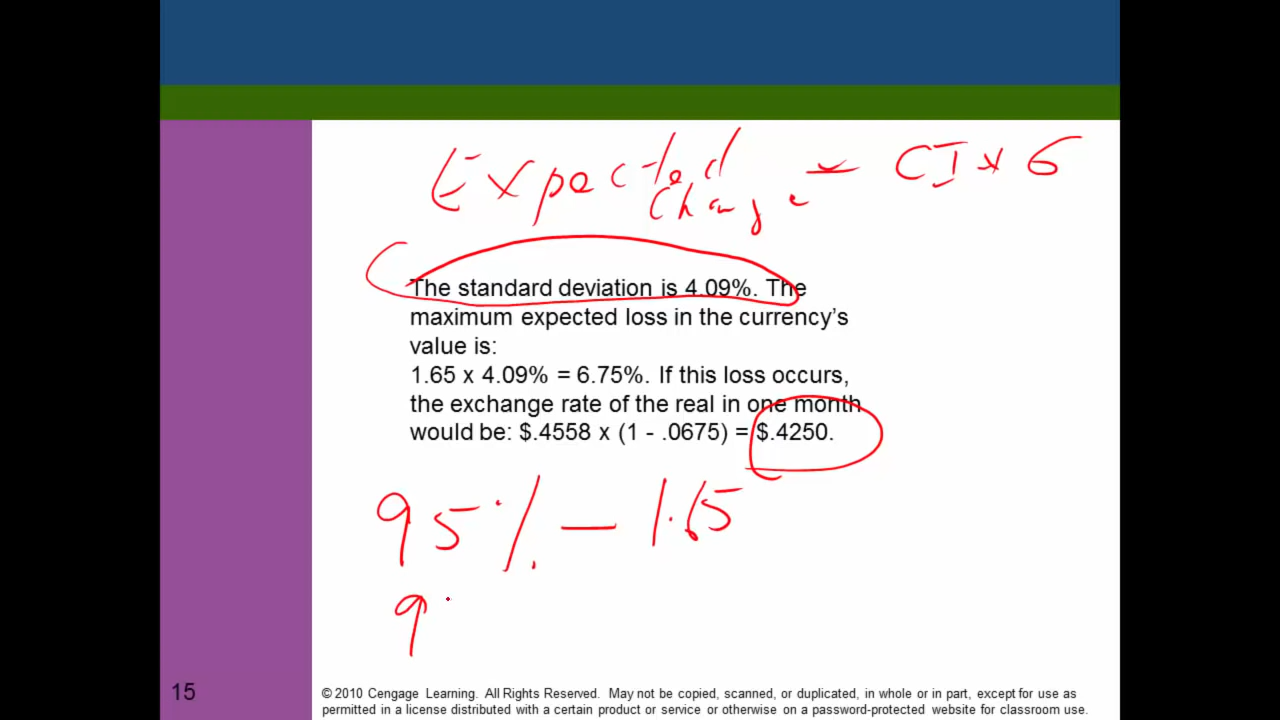 Expected — CI x 6
change
The standard deviation is 4.09%. The
maximum expected loss in the currency’s
value is:
1.65 x 4.09% = 6.75%. If this loss occurs,
the exchange rate of the real in one month
would be: $.4558 x (1 - .0675) = $.4250.
95% — 1.65
9
15
© 2010 Cengage Learning. All Rights Reserved. May not be copied, scanned, or duplicated, in whole or in part, except for use as
permitted in a license distributed with a certain product or service or otherwise on a password-protected website for classroom use.